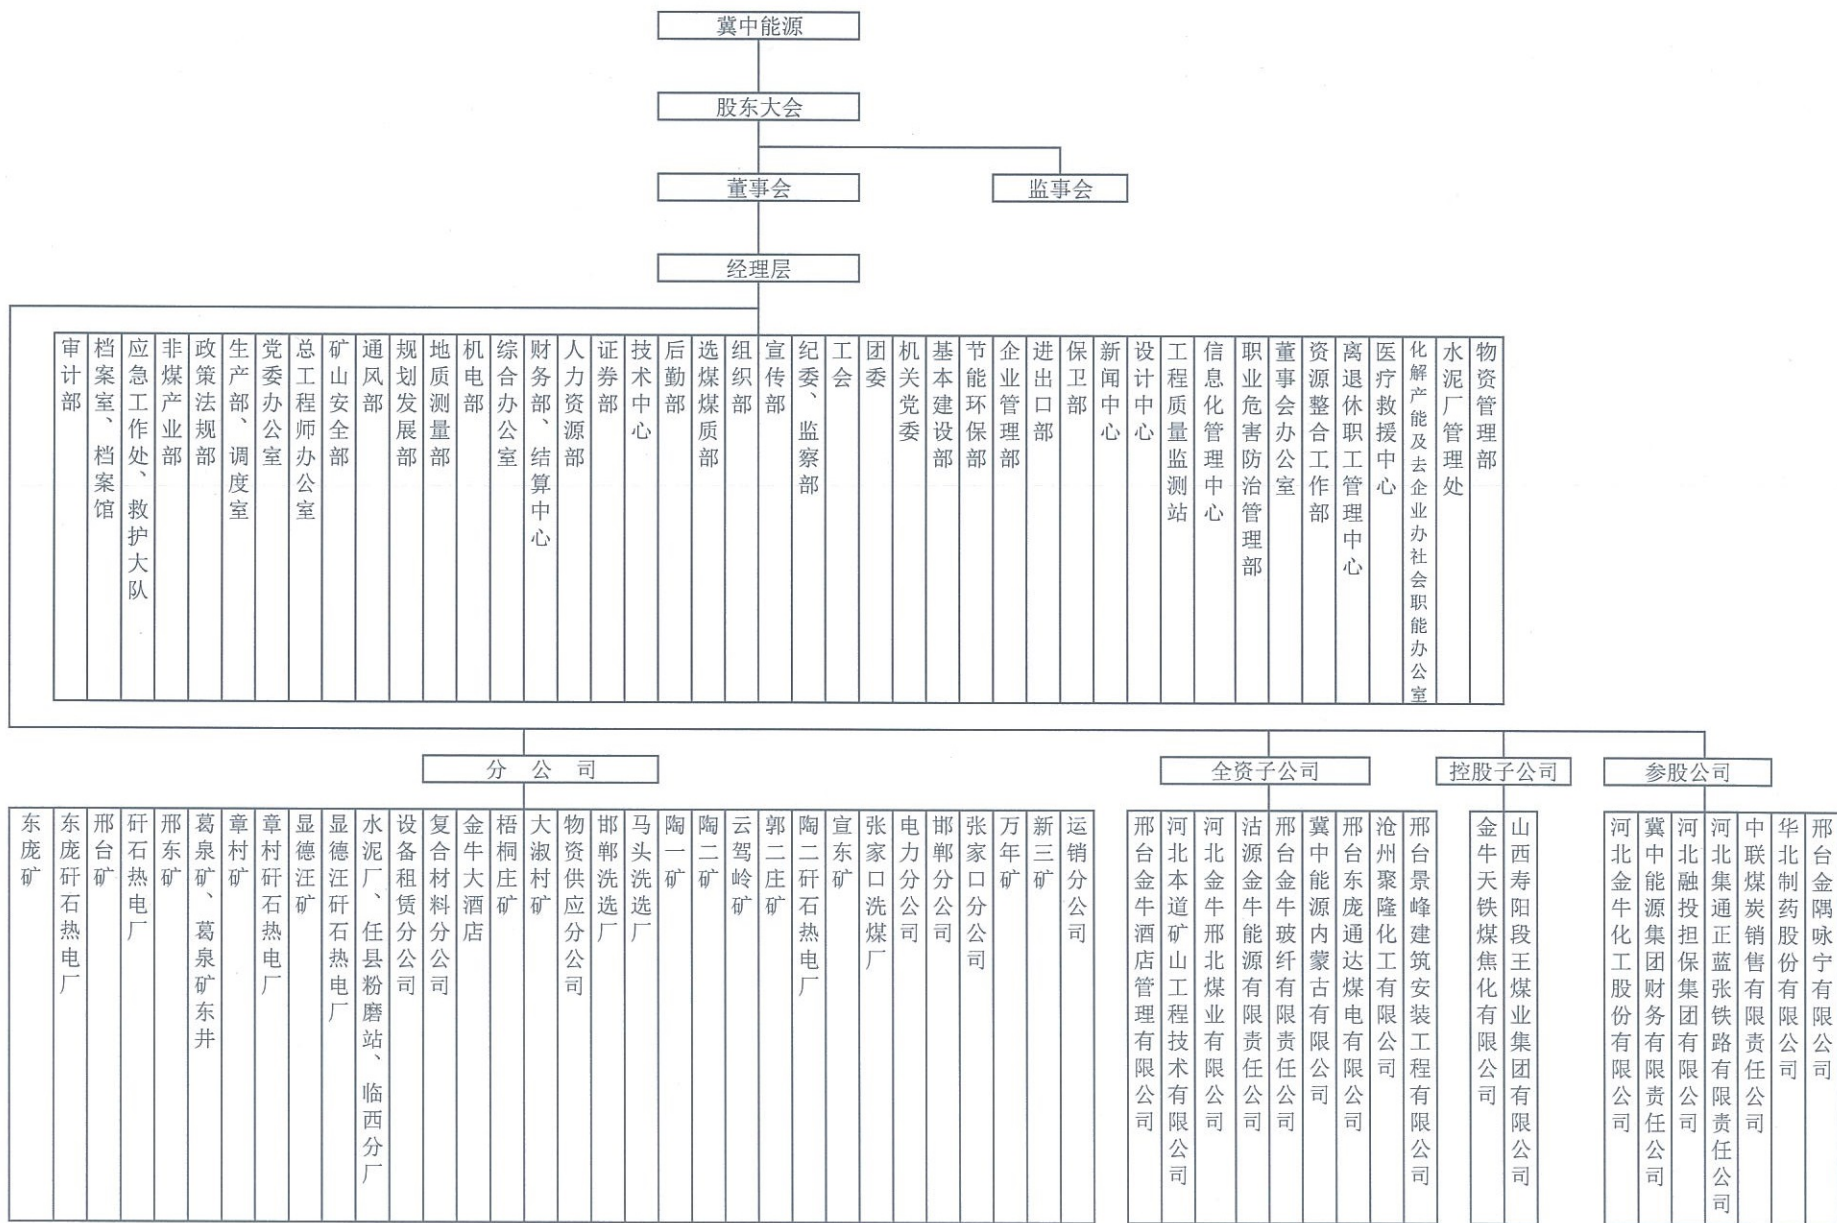 冀中能源
股东大会
董事会
监事会
经理层
审计部
档案室、档案馆
应急工作处、救护大队
非煤产业部
政策法规部
生产部、调度室
党委办公室
总工程师办公室
矿山安全部
通风部
规划发展部
地质测量部
机电部
综合办公室
财务部、结算中心
人力资源部
证券部
技术中心
后勤部
选煤煤质部
组织部
宣传部
纪委、监察部
工会
团委
机关党委
基本建设部
节能环保部
企业管理部
进出口部
保卫部
新闻中心
设计中心
工程质量监测站
信息化管理中心
职业危害防治管理部
董事会办公室
资源整合工作部
离退休职工管理中心
医疗救援中心
化解产能及去企业办社会职能办公室
水泥厂管理处
物资管理部
分公司
全资子公司
控股子公司
参股公司
东庞矿
东庞矸石热电厂
邢台矿
矸石热电厂
邢东矿
葛泉矿、葛泉矿东井
章村矿
章村矸石热电厂
显德汪矿
显德汪矸石热电厂
水泥厂、任县粉磨站、临西分厂
设备租赁分公司
复合材料分公司
金牛大酒店
梧桐庄矿
大淑村矿
物资供应分公司
邯郸洗选厂
马头洗选厂
陶一矿
陶二矿
云驾岭矿
郭二庄矿
陶二矸石热电厂
宣东矿
张家口洗煤厂
电力分公司
邯郸分公司
张家口分公司
万年矿
新三矿
运销分公司
邢台金牛酒店管理有限公司
河北本道矿山工程技术有限公司
河北金牛邢北煤业有限公司
沽源金牛能源有限责任公司
邢台金牛玻纤有限责任公司
冀中能源内蒙古有限公司
邢台东庞通达煤电有限公司
沧州聚隆化工有限公司
邢台景峰建筑安装工程有限公司
金牛天铁煤焦化有限公司
山西寿阳段王煤业集团有限公司
河北金牛化工股份有限公司
冀中能源集团财务有限责任公司
河北融投担保集团有限公司
河北集通正蓝张铁路有限责任公司
中联煤炭销售有限责任公司
华北制药股份有限公司
邢台金隅咏宁有限公司